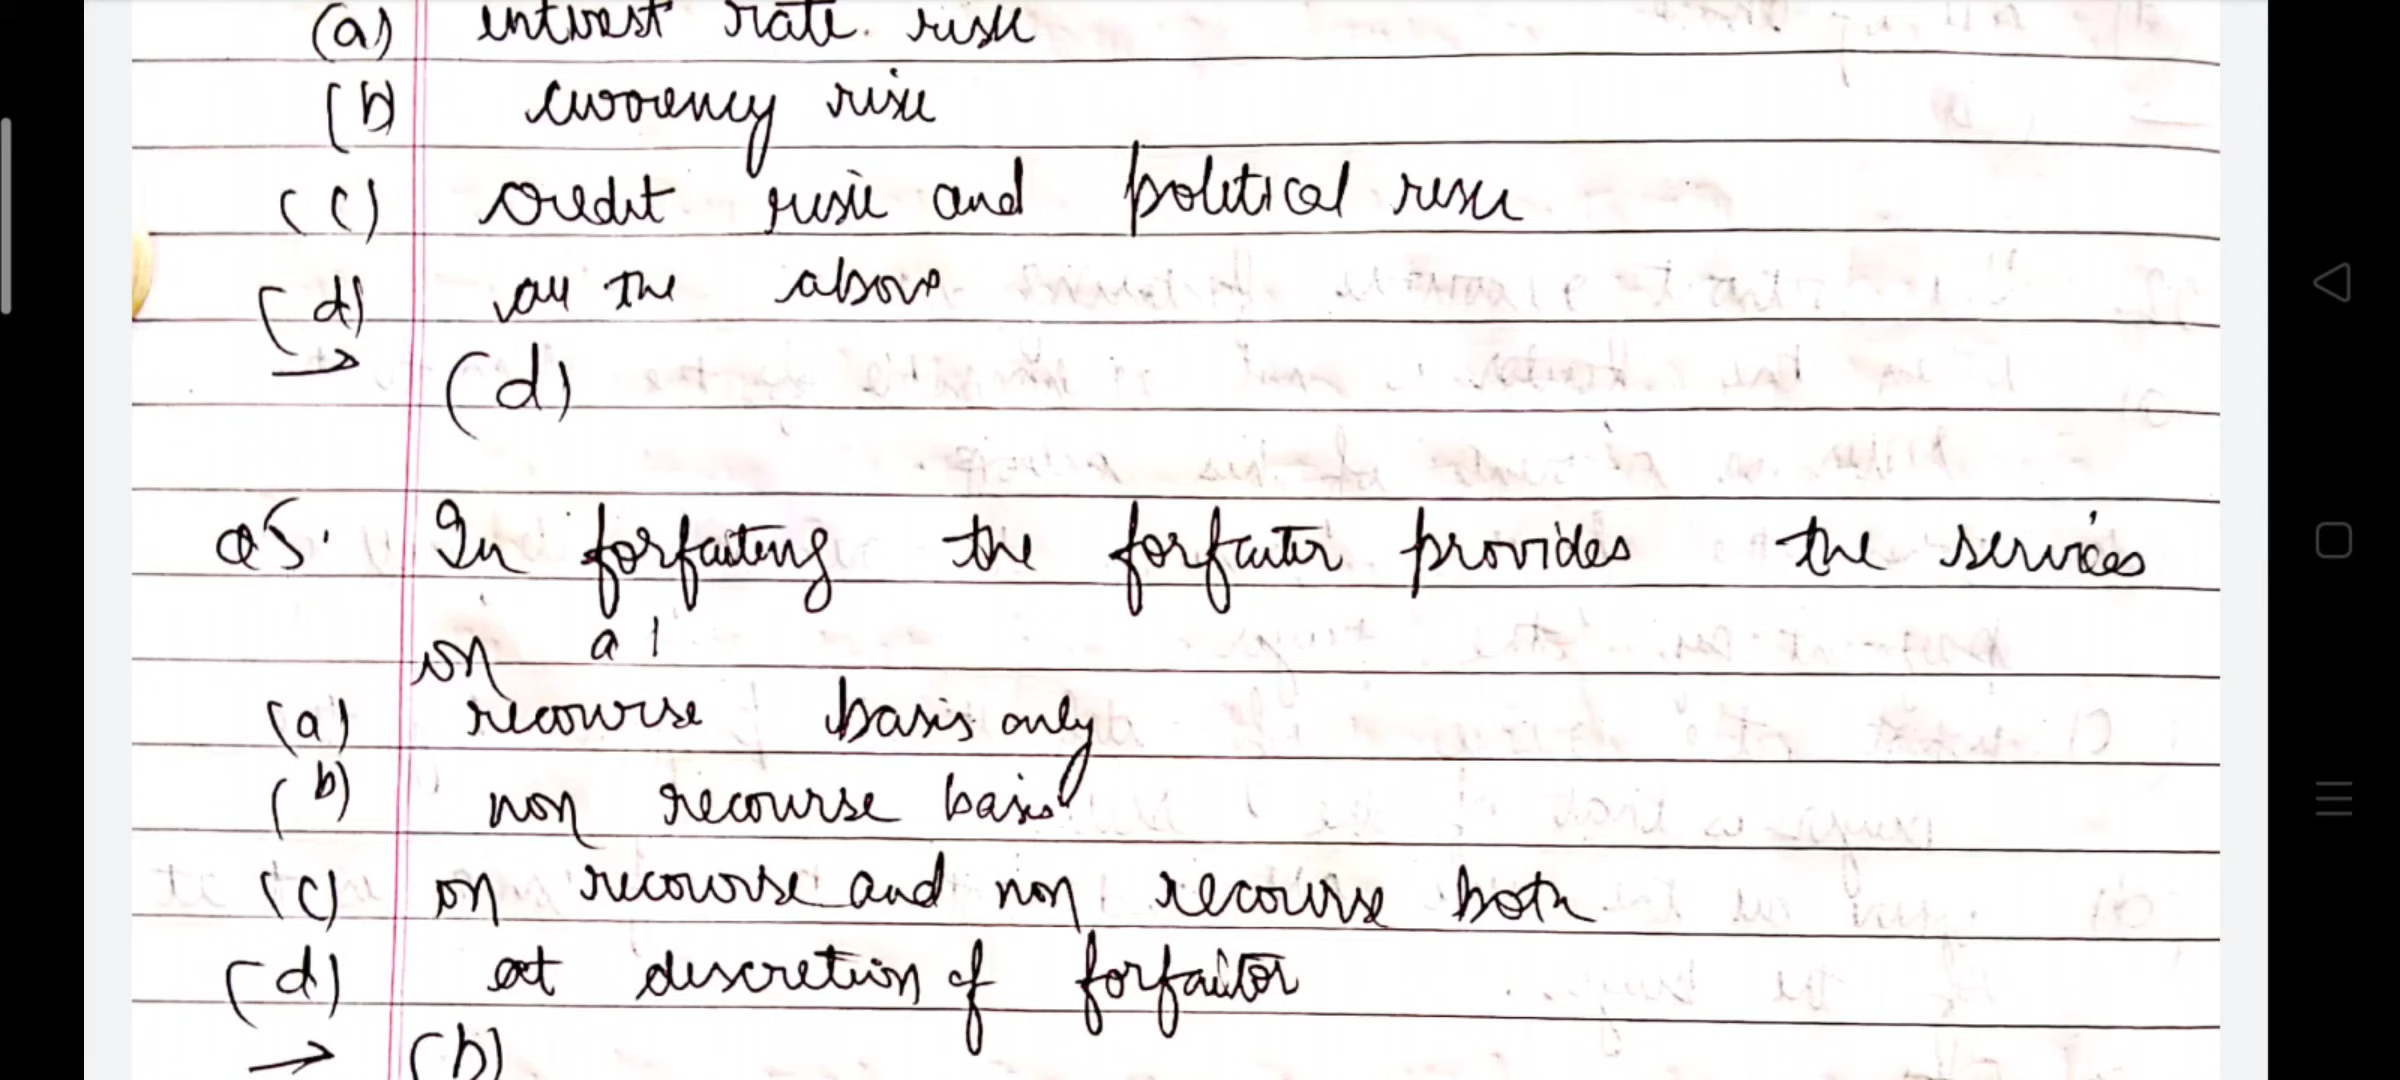 (a) interest rate risk
(b) currency risk
(c) credit risk and political risk
(d) all the above
→ (d)
Q5. In forfaiting the forfaiter provides the services
on a
(a) recourse basis only
(b) non recourse basis
(c) on recourse and non recourse both
(d) at discretion of forfaitor
→ (b)